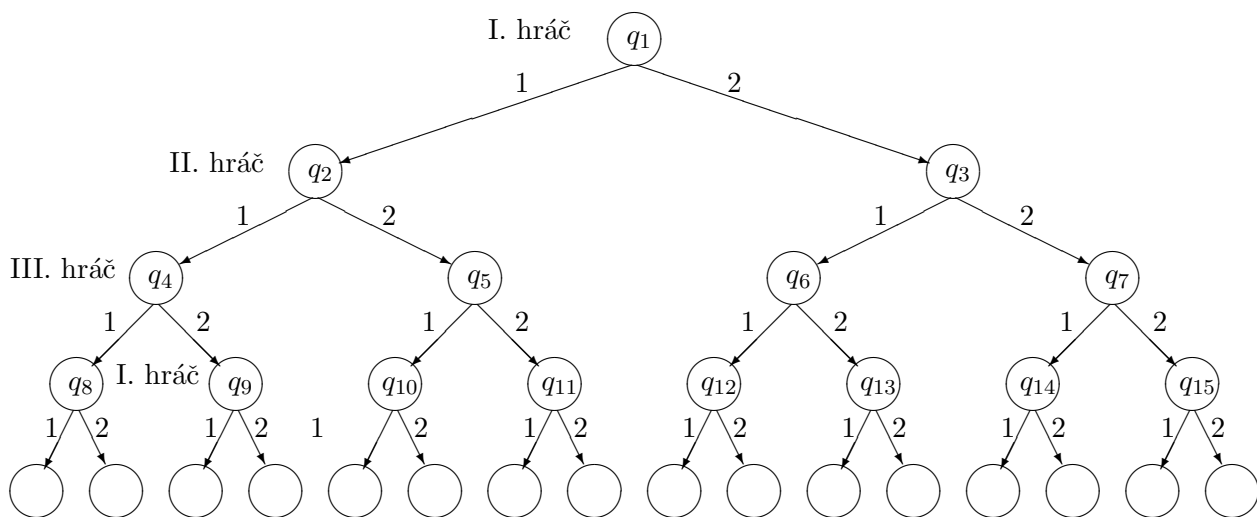 I. hráč q1
1 2
II. hráč q2 q3
1 2 1 2
III. hráč q4 q5 q6 q7
1 2 1 2 1 2 1 2
q8 I. hráč q9 q10 q11 q12 q13 q14 q15
1 2 1 2 1 2 1 2 1 2 1 2 1 2 1 2